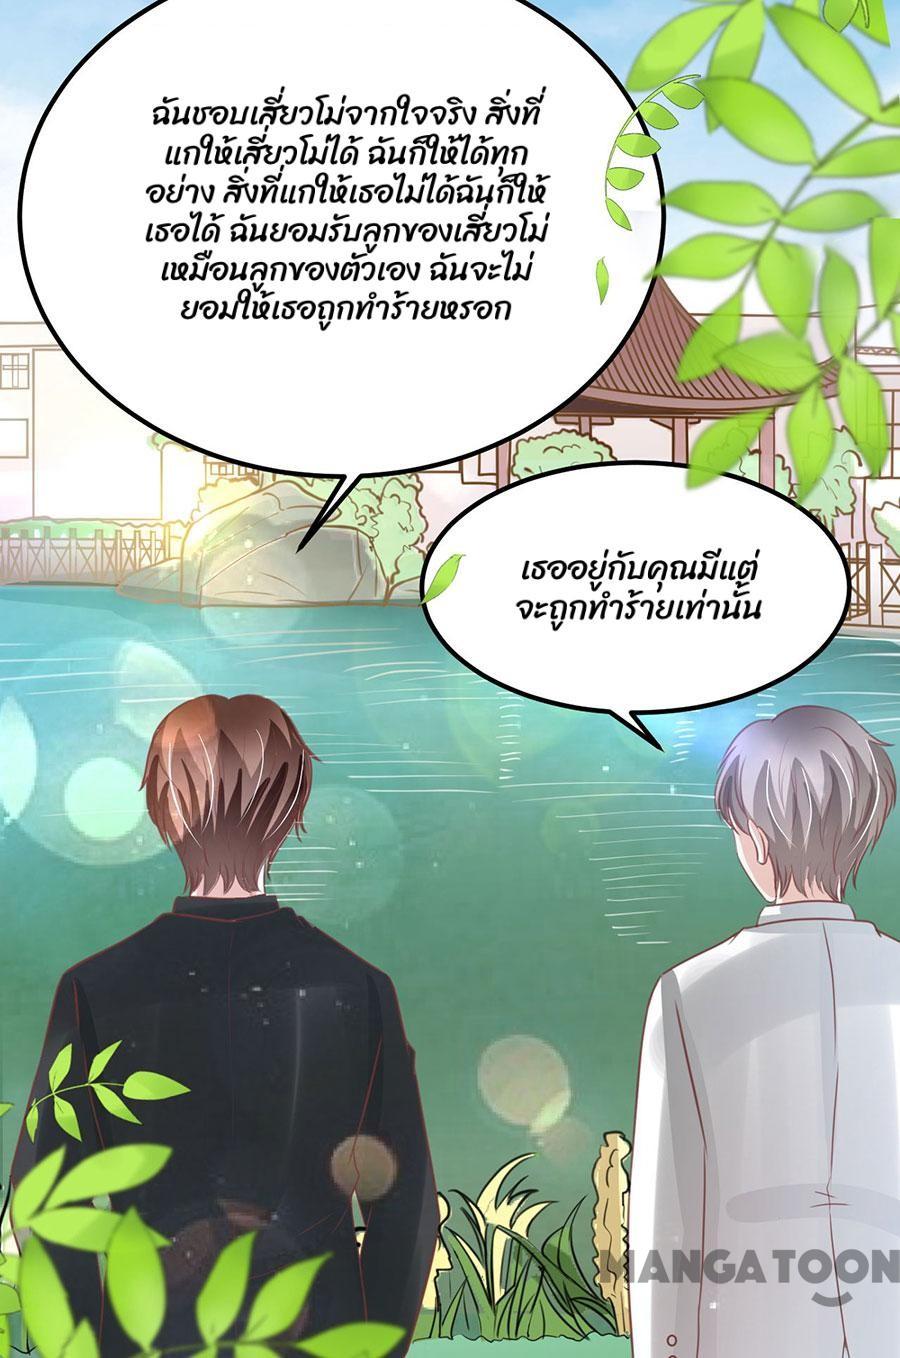 ฉันชอบเสี่ยวโม่จากใจจริง สิ่งที่
แกให้เสี่ยวโม่ได้ ฉันก็ให้ได้ทุก
อย่าง สิ่งที่แกให้เธอไม่ได้ฉันก็ให้
เธอได้ ฉันยอมรับลูกของเสี่ยวโม่
เหมือนลูกของตัวเอง ฉันจะไม่
ยอมให้เธอถูกทำร้ายหรอก
เธออยู่กับคุณมีแต่
จะถูกทำร้ายเท่านั้น
MANGATOON